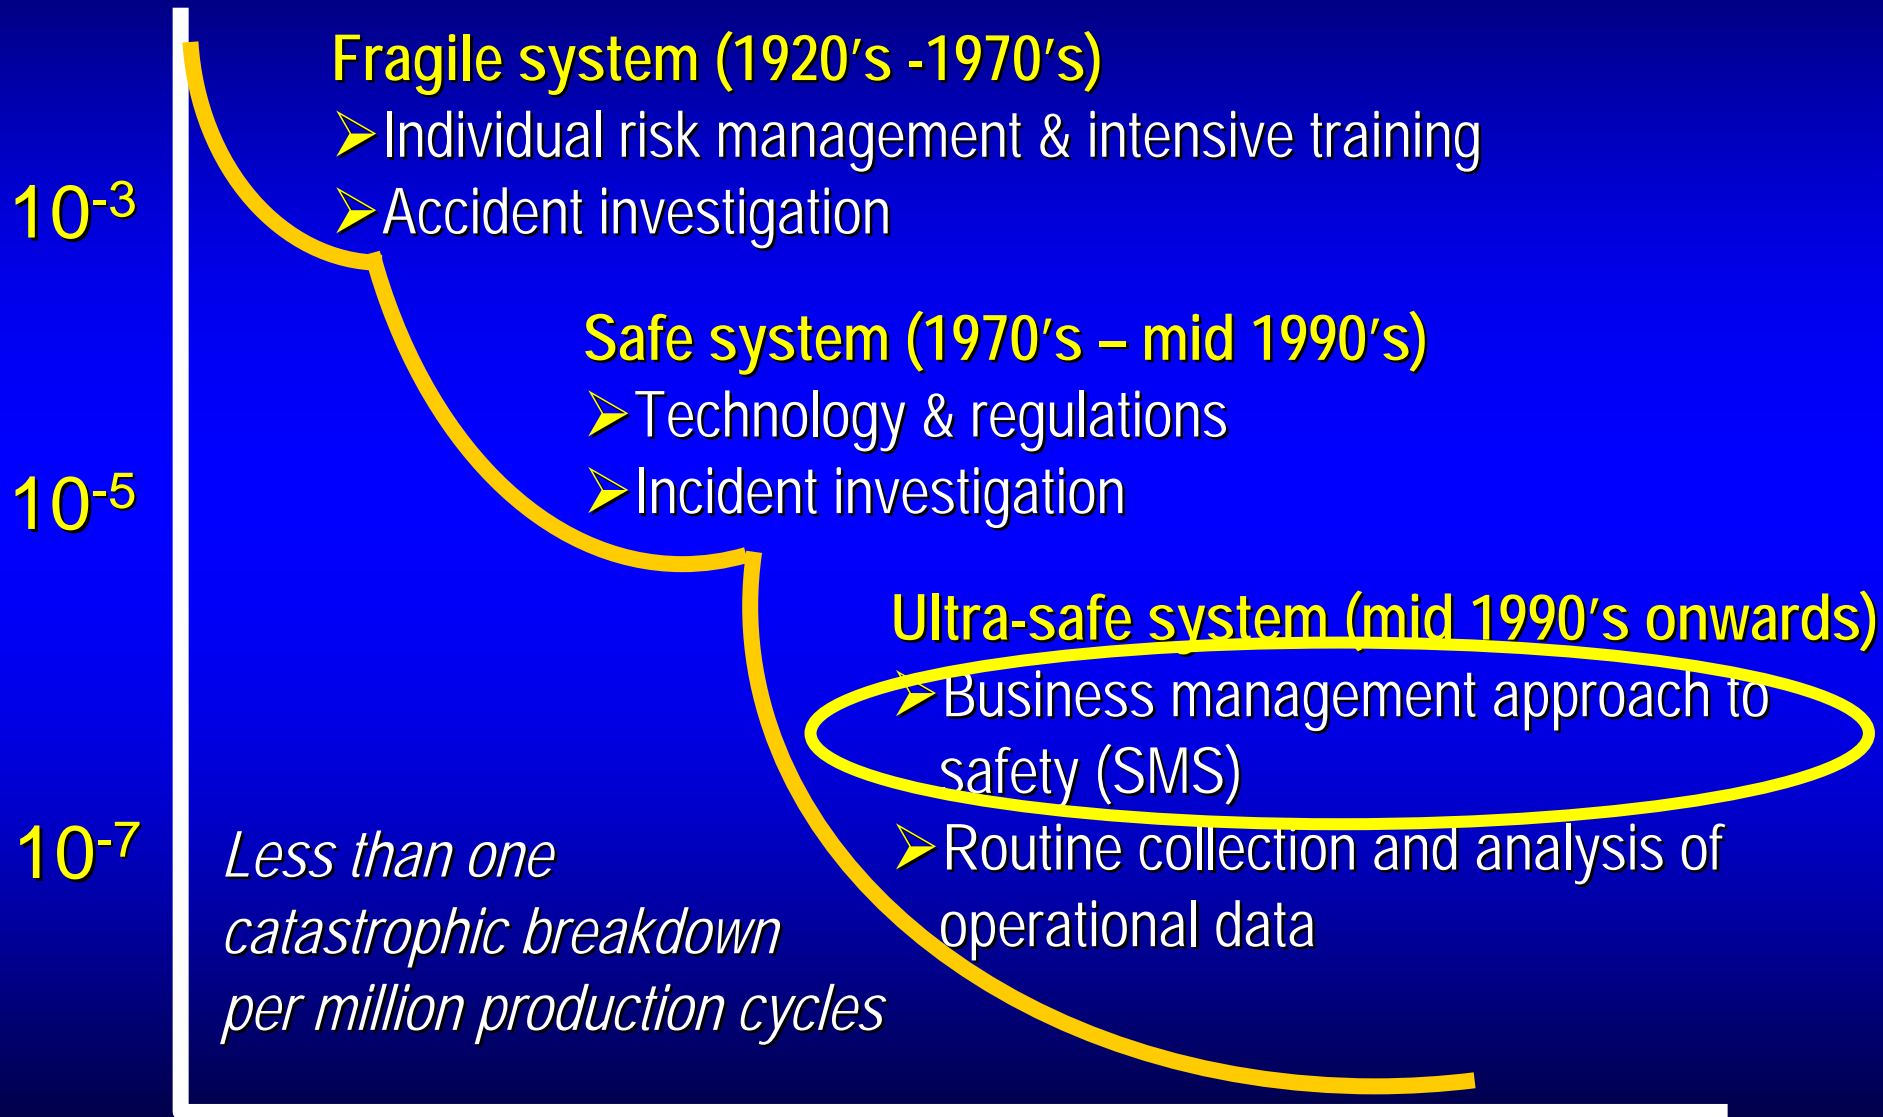 Fragile system (1920's -1970's)
➢Individual risk management & intensive training
10-3
➢Accident investigation
Safe system (1970's – mid 1990's)
➢Technology & regulations
10-5
➢Incident investigation
Ultra-safe system (mid 1990's onwards)
➢Business management approach to
safety (SMS)
10-7
➢Routine collection and analysis of
operational data
Less than one
catastrophic breakdown
per million production cycles